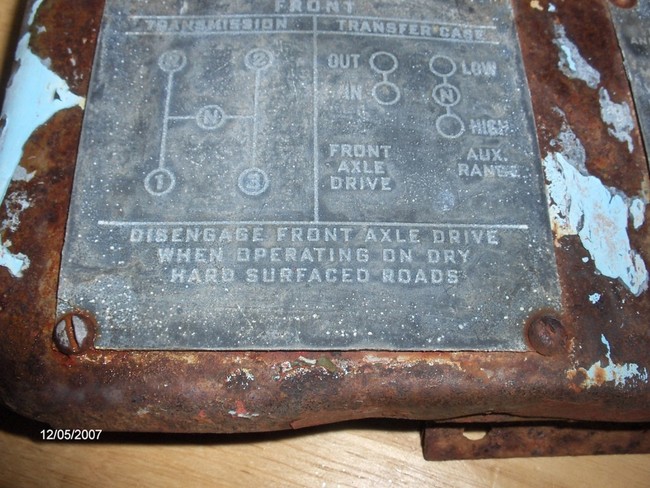 FRONT
TRANSMISSION
R 2
N
1 3
TRANSFER CASE
OUT
IN
FRONT
AXLE
DRIVE
LOW
N
HIGH
AUX.
RANGE
DISENGAGE FRONT AXLE DRIVE
WHEN OPERATING ON DRY
HARD SURFACED ROADS
12/05/2007